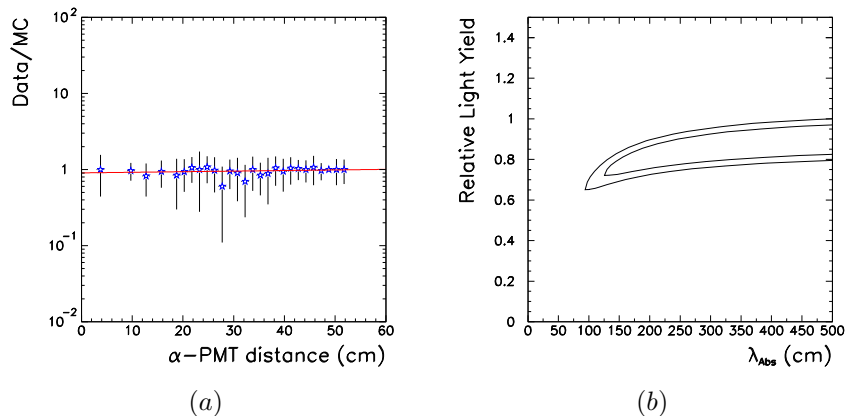 Data/MC
10²
10
1
10⁻¹
10⁻²
0 10 20 30 40 50 60
α-PMT distance (cm)
(a)
Relative Light Yield
1.4
1.2
1
0.8
0.6
0.4
0.2
0
0 50 100 150 200 250 300 350 400 450 500
λAbs (cm)
(b)